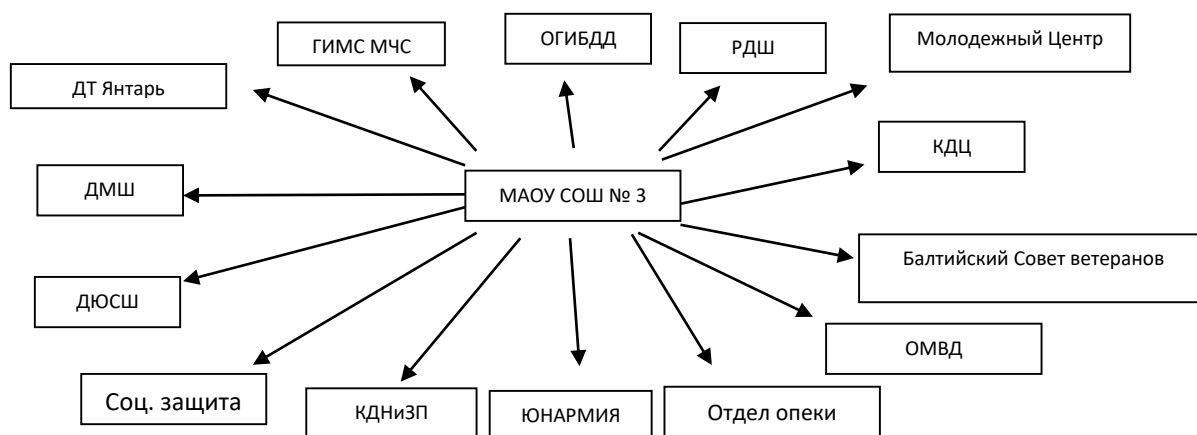 ГИМС МЧС
ОГИБДД
РДШ
Молодежный Центр
ДТ Янтарь
КДЦ
ДМШ
МАОУ СОШ № 3
Балтийский Совет ветеранов
ДЮСШ
ОМВД
Соц. защита
КДНиЗП
ЮНАРМИЯ
Отдел опеки